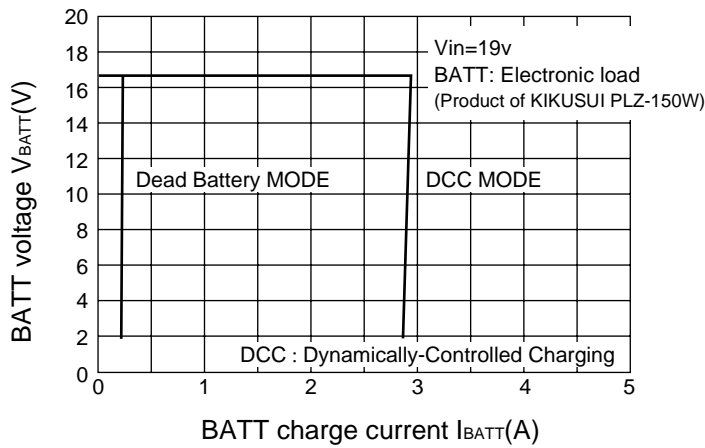 BATT voltage VBATT(V)
20
18
16
14
12
10
8
6
4
2
0
Vin=19v
BATT: Electronic load
(Product of KIKUSUI PLZ-150W)
Dead Battery MODE
DCC MODE
DCC : Dynamically-Controlled Charging
0 1 2 3 4 5
BATT charge current IBATT(A)